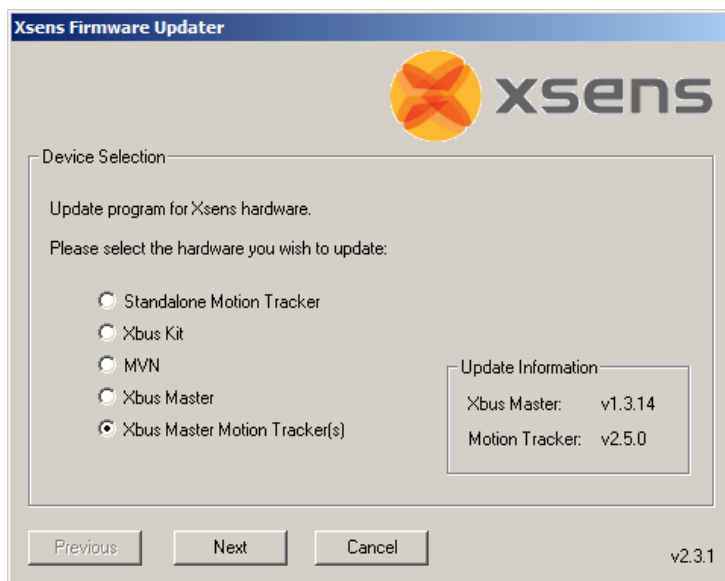 Xsens Firmware Updater
xsens
Device Selection
Update program for Xsens hardware.
Please select the hardware you wish to update:
Standalone Motion Tracker
Xbus Kit
MVN
Xbus Master
Xbus Master Motion Tracker(s)
Update Information
Xbus Master: v1.3.14
Motion Tracker: v2.5.0
Previous Next Cancel
v2.3.1